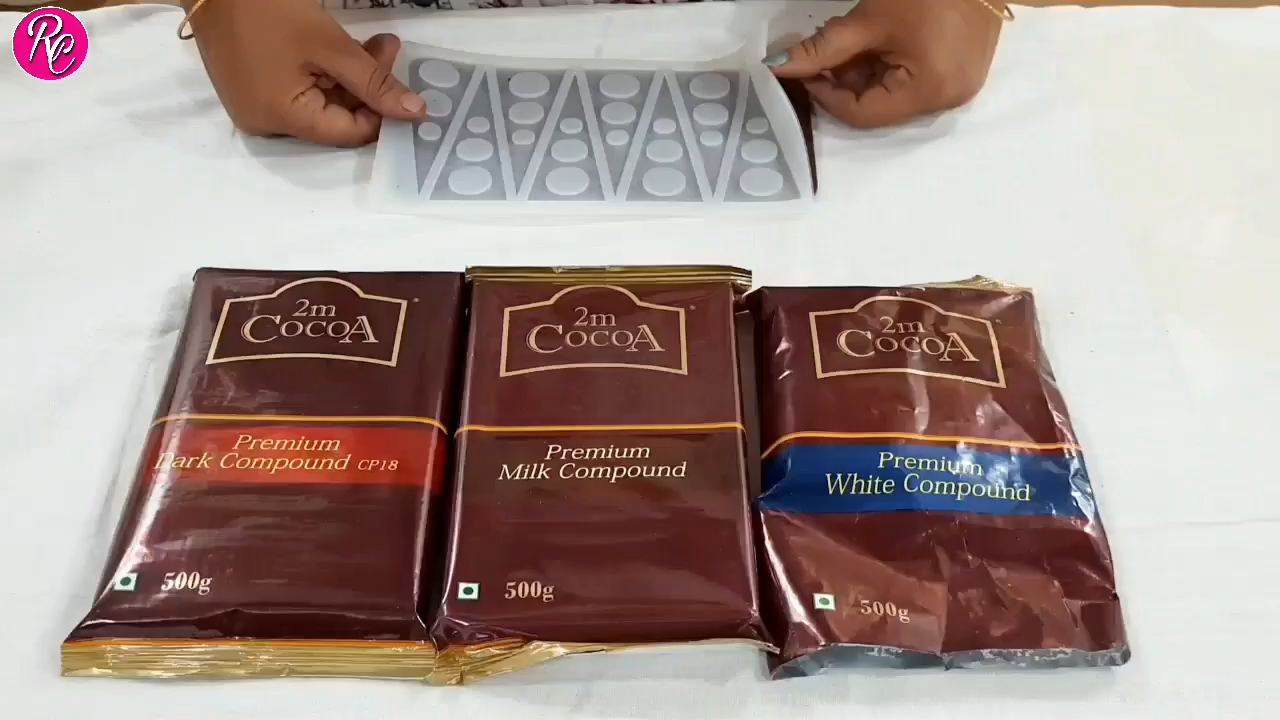 RC
2m
COCOA
Premium
Dark Compound CP18
500g
2m
COCOA
Premium
Milk Compound
500g
2m
COCOA
Premium
White Compound
500g